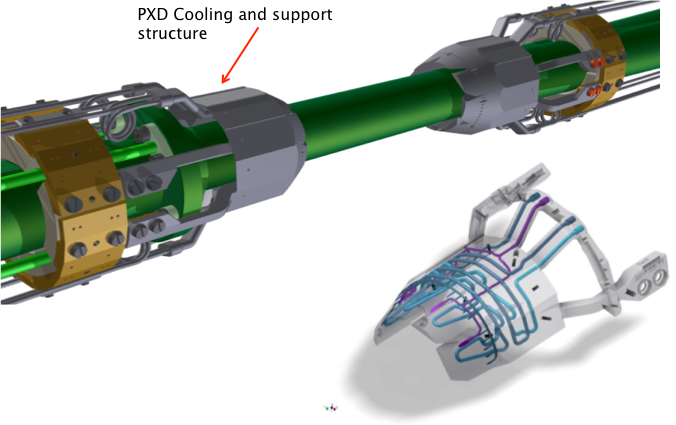 PXD Cooling and support
structure